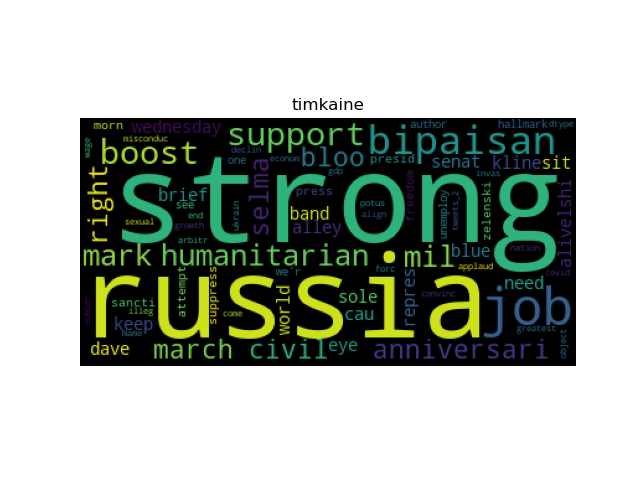 timkaine
morn wednesday support bipaisan author hallmark dtype
misconduc
mage boost declin one bloo presid senat kline sit
econom gdp invas
right strong selma brief press freedom zelenski alivelshi
see potus unemploy tweets_2
sexual end band align
growth ukrain alley
arbitr nation
mark humanitarian mil blue
we'r forc applaud covid
russia attempt suppress world repres need job
sancti sole convinc
illeg come cau
number keep Name greatest
dave march civil eye anniversari object